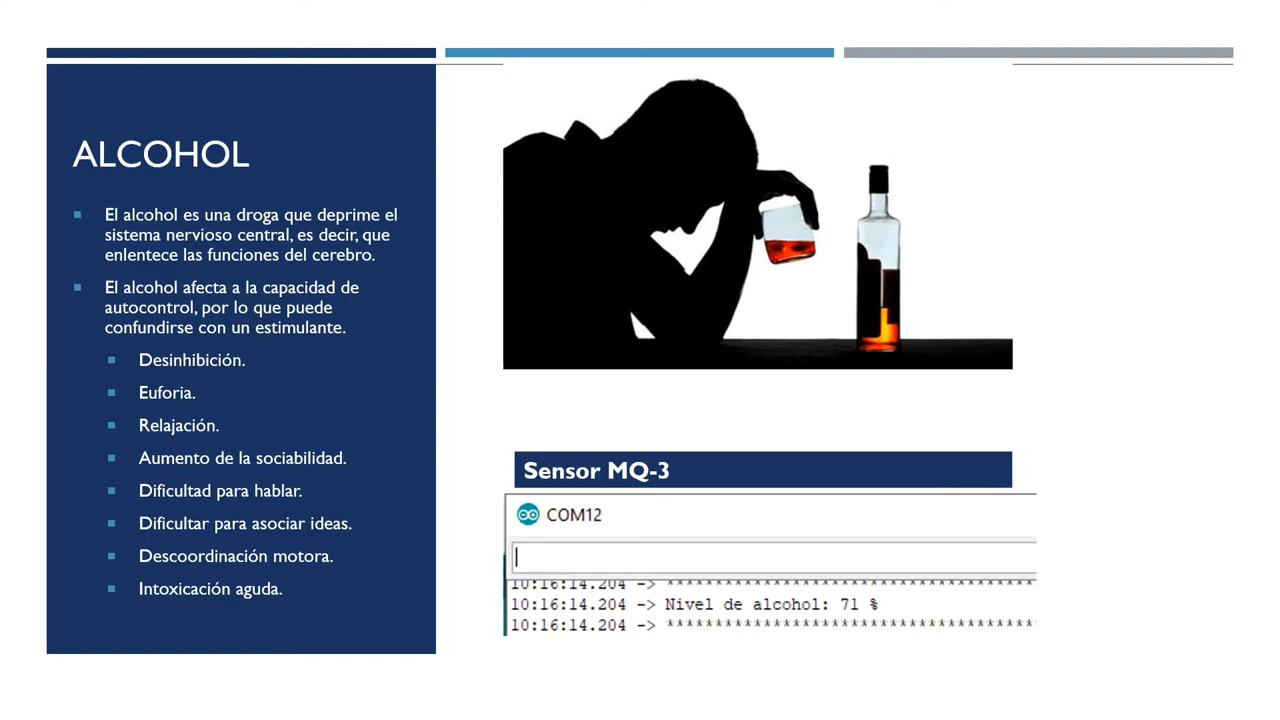 ALCOHOL
El alcohol es una droga que deprime el
sistema nervioso central, es decir, que
enlentece las funciones del cerebro.
El alcohol afecta a la capacidad de
autocontrol, por lo que puede
confundirse con un estimulante.
Desinhibición.
Euforia.
Relajación.
Aumento de la sociabilidad.
Dificultad para hablar.
Dificultar para asociar ideas.
Descoordinación motora.
Intoxicación aguda.
Sensor MQ-3
COM12
10:16:14.204 -> ****************************************
10:16:14.204 -> Nivel de alcohol: 71 %
10:16:14.204 -> ****************************************